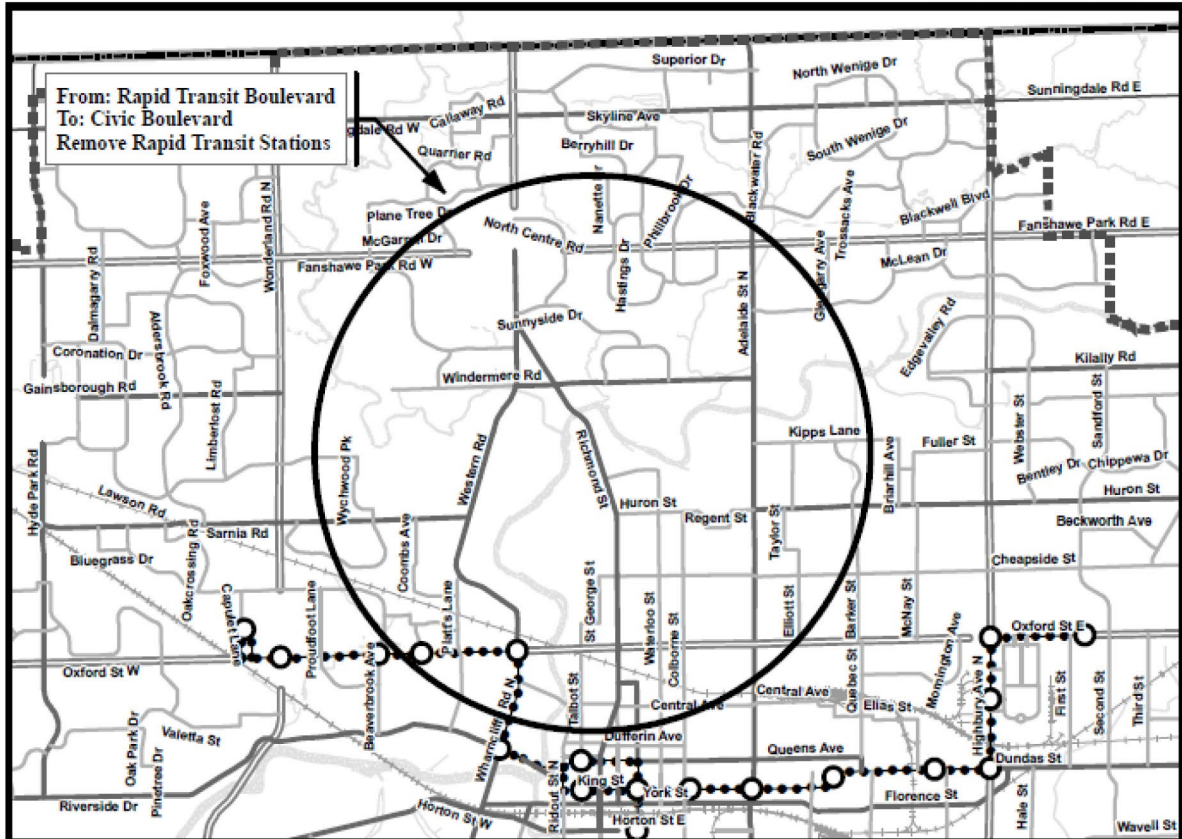 Superior Dr
North Wenige Dr
Sunningdale Rd E
From: Rapid Transit Boulevard
To: Civic Boulevard
Remove Rapid Transit Stations
Callaway Rd
Skyline Ave
Rd W
Berryhill Dr
South Wenige Dr
Quarrier Rd
Blackwater Rd
Nanette Dr
Philbrook Dr
Trossacks Ave
Blackwell Blvd
Foxwood Ave
Wonderland Rd N
Plane Tree Dr
North Centre Rd
Fanshawe Park Rd E
McGarrell Dr
Fanshawe Park Rd W
Hastings Dr
Glengarry Ave
McLean Dr
Dalmagarry Rd
Aldersbrook Rd
Sunnyside Dr
Adelaide St N
Edgevalley Rd
Coronation Dr
Kilally Rd
Gainsborough Rd
Windermere Rd
Limberlost Rd
Webster St
Sandford St
Kipps Lane
Fuller St
Wychwood Pk
Western Rd
Richmond St
Briarhill Ave
Bentley Dr
Chippewa Dr
Hyde Park Rd
Lawson Rd
Huron St
Huron St
Regent St
Sarnia Rd
Taylor St
Beckworth Ave
Bluegrass Dr
Oakcrossing Rd
Coombs Ave
Cheapside St
Capulet Lane
Proudfoot Lane
Platt's Lane
St George St
Waterloo St
Colborne St
Elliott St
Barker St
McNay St
Mornington Ave
Oxford St E
Oxford St W
Beaverbrook Ave
Wharncliffe Rd N
Talbot St
Central Ave
Central Ave
Quebec St
Elias St
Highbury Ave N
First St
Second St
Third St
Oak Park Dr
Valetta St
Pinetree Dr
Dufferin Ave
Queens Ave
Dundas St
Ridout St N
King St
York St
Florence St
Riverside Dr
Horton St W
Horton St E
Hale St
Wavell St